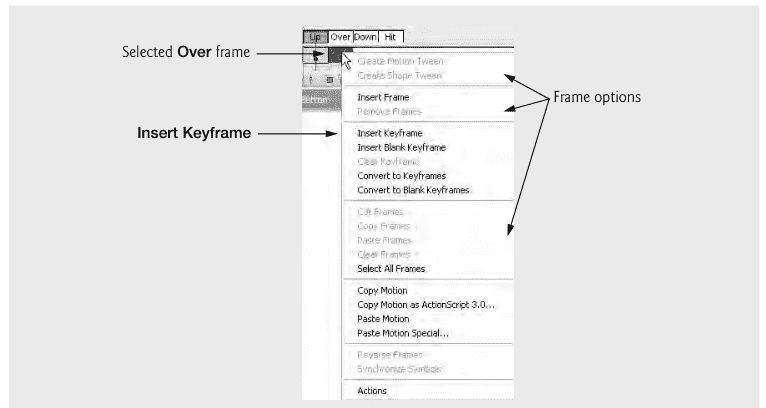 Up Over Down Hit
Selected Over frame
Create Motion Tween
Create Shape Tween
Insert Frame
Remove Frames
Frame options
Insert Keyframe
Insert Keyframe
Insert Blank Keyframe
Clear Keyframe
Convert to Keyframes
Convert to Blank Keyframes
Cut Frames
Copy Frames
Paste Frames
Clear Frames
Select All Frames
Copy Motion
Copy Motion as ActionScript 3.0...
Paste Motion
Paste Motion Special...
Reverse Frames
Synchronize Symbols
Actions